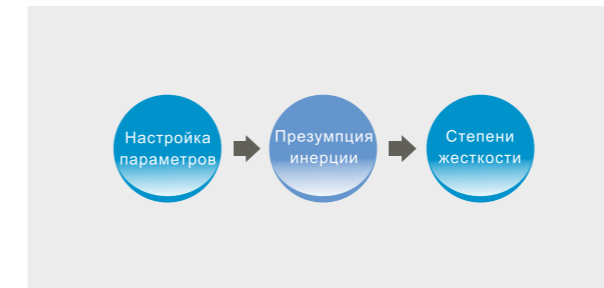 Настройка
параметров
Презумпция
инерции
Степени
жесткости